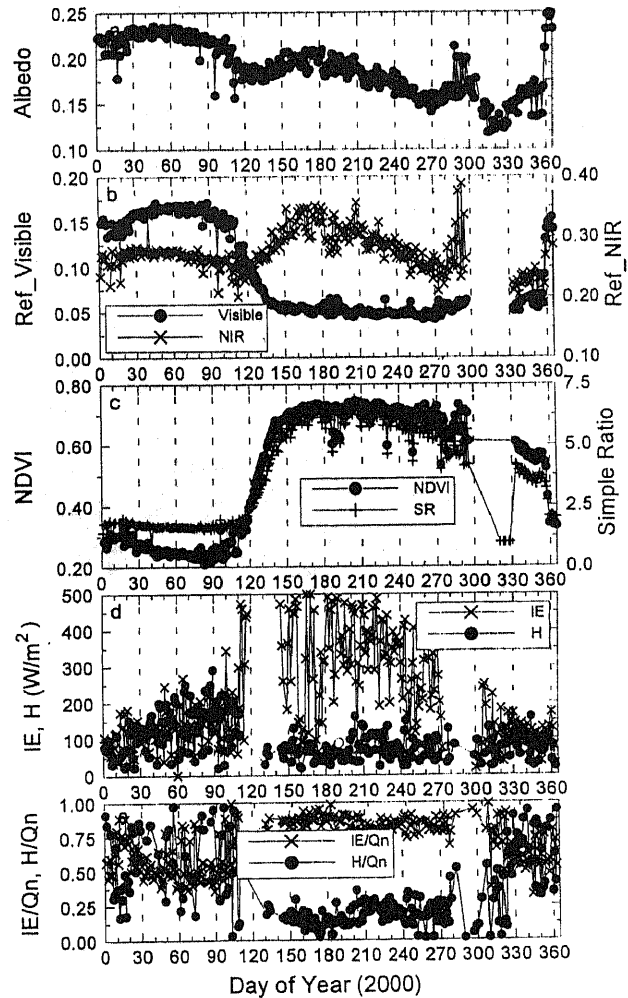 0.25
0.20
0.15
0.10
Albedo
0 30 60 90 120 150 180 210 240 270 300 330 360
0.20
0.15
0.10
0.05
0.00
Ref_Visible
b
0.40
0.30
0.20
0.10
Ref_NIR
Visible
NIR
0 30 60 90 120 150 180 210 240 270 300 330 360
0.80
0.60
0.40
0.20
NDVI
c
7.5
5.0
2.5
0.0
Simple Ratio
NDVI
SR
0 30 60 90 120 150 180 210 240 270 300 330 360
500
400
300
200
100
0
lE, H (W/m²)
d
lE
H
0 30 60 90 120 150 180 210 240 270 300 330 360
1.00
0.75
0.50
0.25
0.00
lE/Qn, H/Qn
lE/Qn
H/Qn
0 30 60 90 120 150 180 210 240 270 300 330 360
Day of Year (2000)